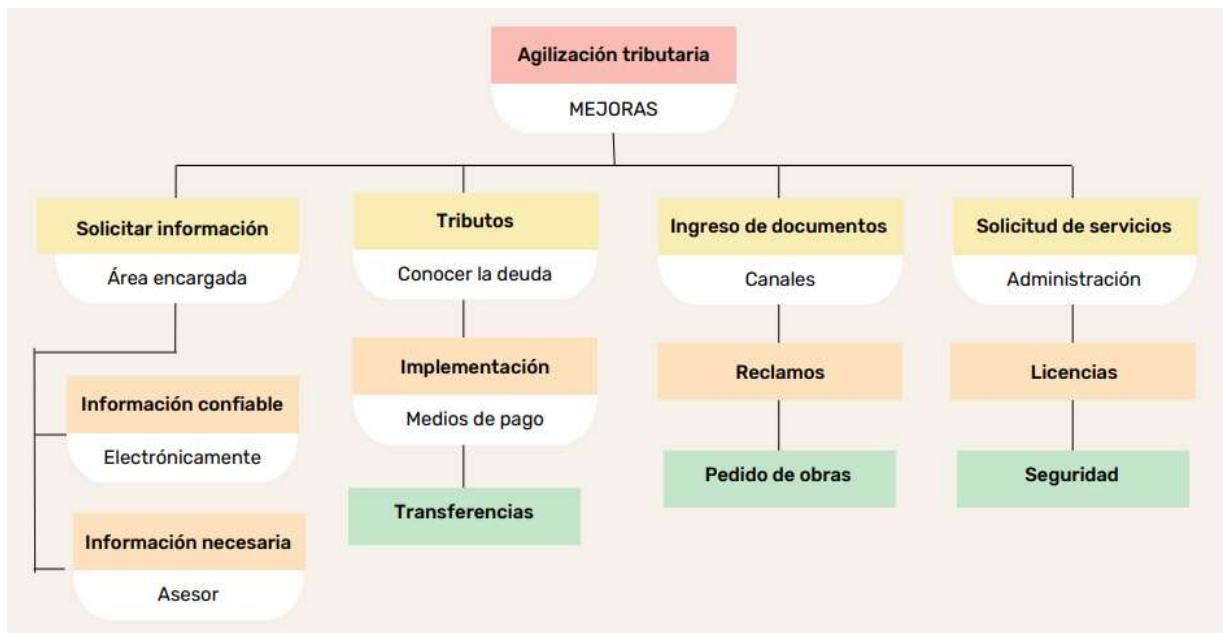 Agilización tributaria
MEJORAS
Solicitar información
Área encargada
Información confiable
Electrónicamente
Información necesaria
Asesor
Tributos
Conocer la deuda
Implementación
Medios de pago
Transferencias
Ingreso de documentos
Canales
Reclamos
Pedido de obras
Solicitud de servicios
Administración
Licencias
Seguridad